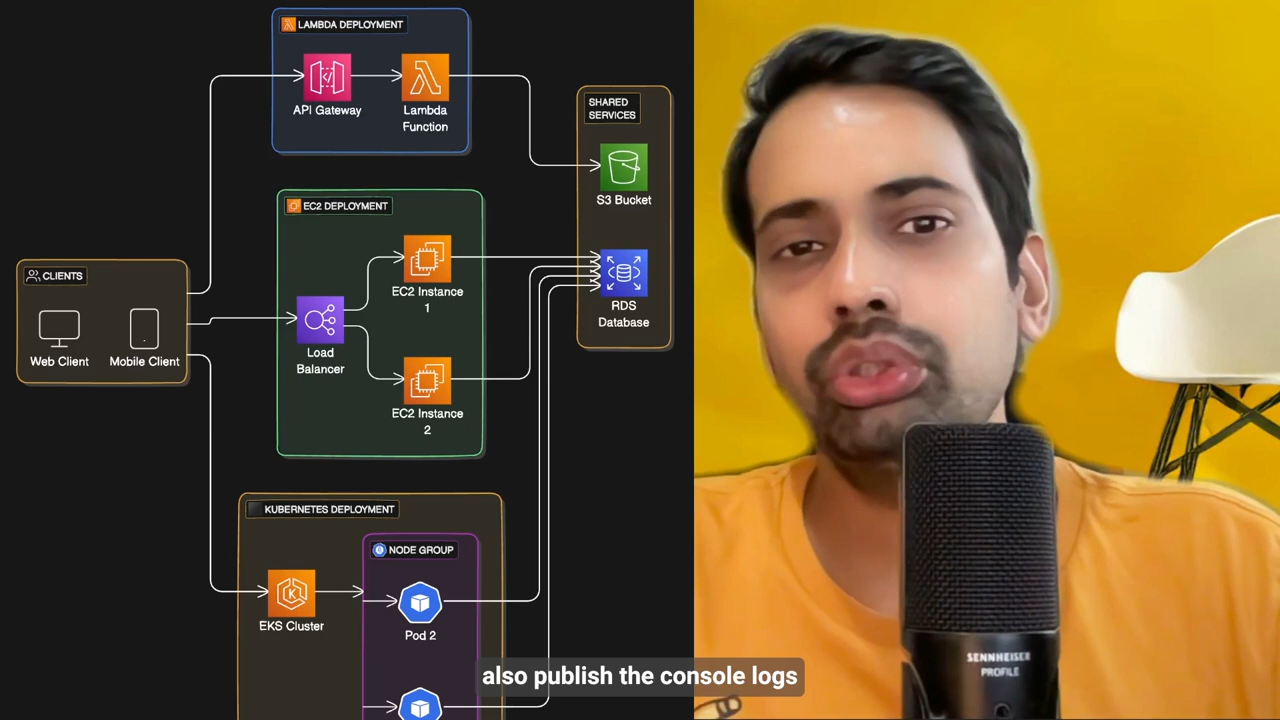 LAMBDA DEPLOYMENT
API Gateway
Lambda
Function
SHARED
SERVICES
S3 Bucket
RDS
Database
EC2 DEPLOYMENT
EC2 Instance
1
Load
Balancer
EC2 Instance
2
CLIENTS
Web Client
Mobile Client
KUBERNETES DEPLOYMENT
NODE GROUP
EKS Cluster
Pod 2
also publish the console logs
SENNHEISER
PROFILE